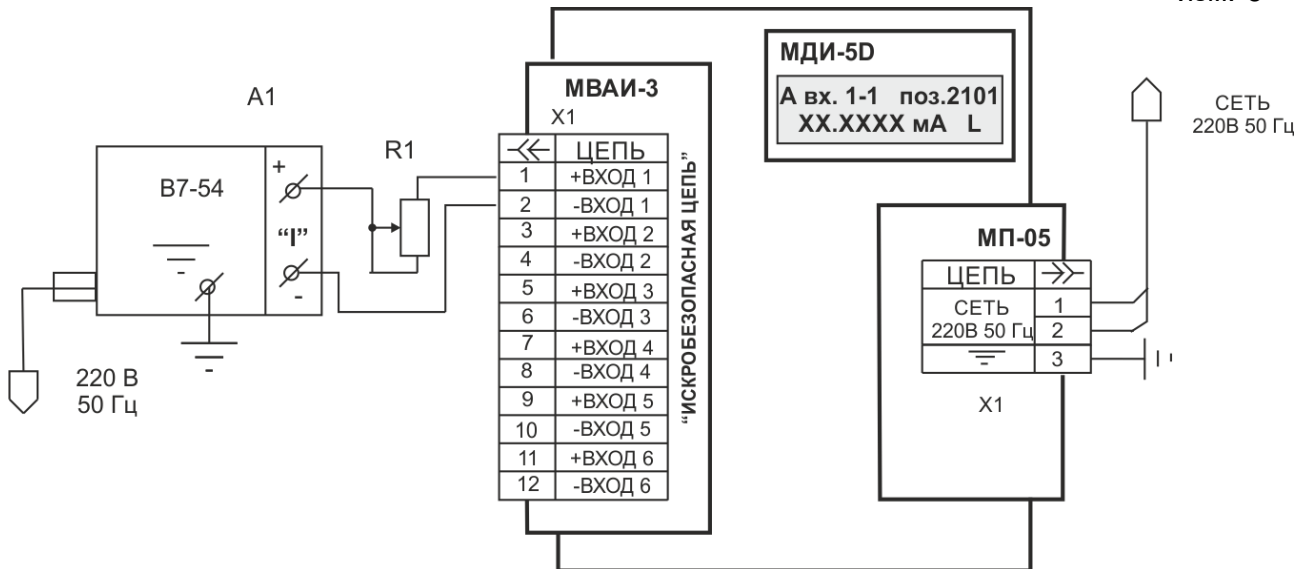 МДИ-5D
А вх. 1-1 поз.2101
ХХ.ХХХХ мА L
СЕТЬ
220В 50 Гц
A1
МВАИ-3
X1
R1
ЦЕПЬ
1 +ВХОД 1
2 -ВХОД 1
3 +ВХОД 2
4 -ВХОД 2
5 +ВХОД 3
6 -ВХОД 3
7 +ВХОД 4
8 -ВХОД 4
9 +ВХОД 5
10 -ВХОД 5
11 +ВХОД 6
12 -ВХОД 6
“ИСКРОБЕЗОПАСНАЯ ЦЕПЬ”
В7-54
+
“I”
-
220 В
50 Гц
МП-05
ЦЕПЬ
СЕТЬ
220В 50 Гц
1
2
3
X1